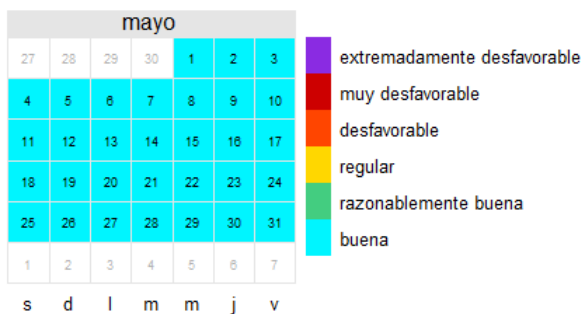 mayo
27 28 29 30 1 2 3
4 5 6 7 8 9 10
11 12 13 14 15 16 17
18 19 20 21 22 23 24
25 26 27 28 29 30 31
1 2 3 4 5 6 7
s d l m m j v
extremadamente desfavorable
muy desfavorable
desfavorable
regular
razonablemente buena
buena